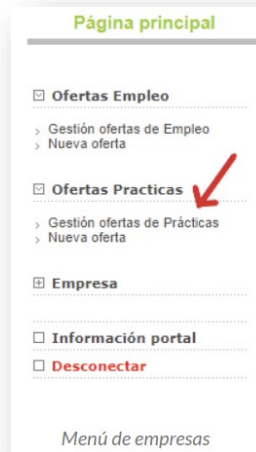 Página principal
Ofertas Empleo
Gestión ofertas de Empleo
Nueva oferta
Ofertas Practicas
Gestión ofertas de Prácticas
Nueva oferta
Empresa
Información portal
Desconectar
Menú de empresas